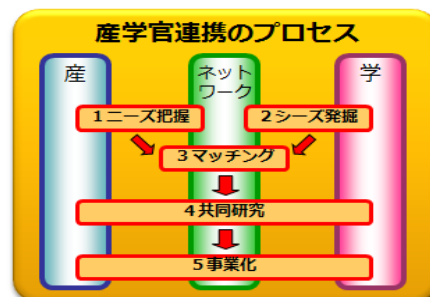 産学官連携のプロセス
産
ネット
ワーク
学
1ニーズ把握
2シーズ発掘
3マッチング
4共同研究
5事業化